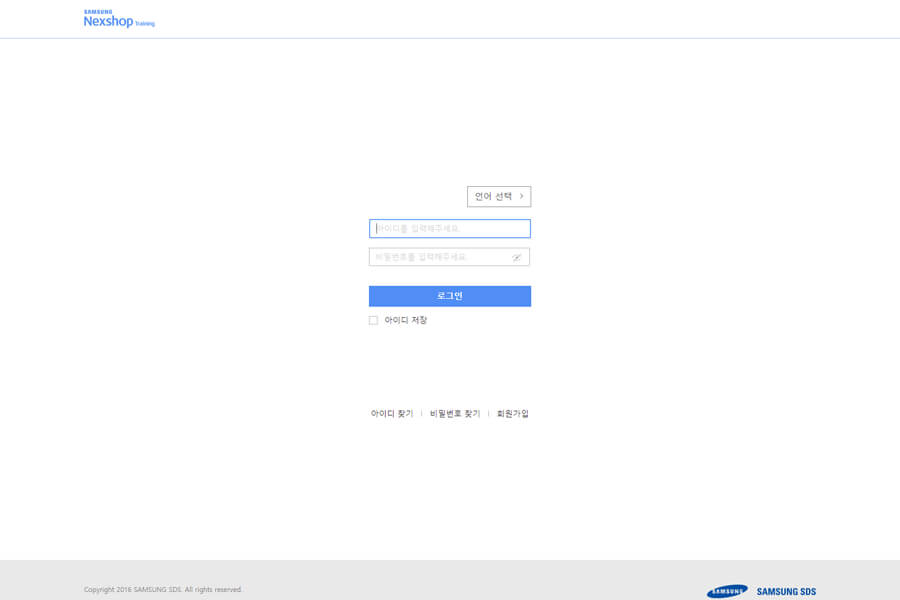 SAMSUNG
Nexshop Training
언어 선택 >
아이디를 입력해주세요.
비밀번호를 입력해주세요.
로그인
아이디 저장
아이디 찾기 | 비밀번호 찾기 | 회원가입
Copyright 2016 SAMSUNG SDS. All rights reserved.
SAMSUNG SAMSUNG SDS